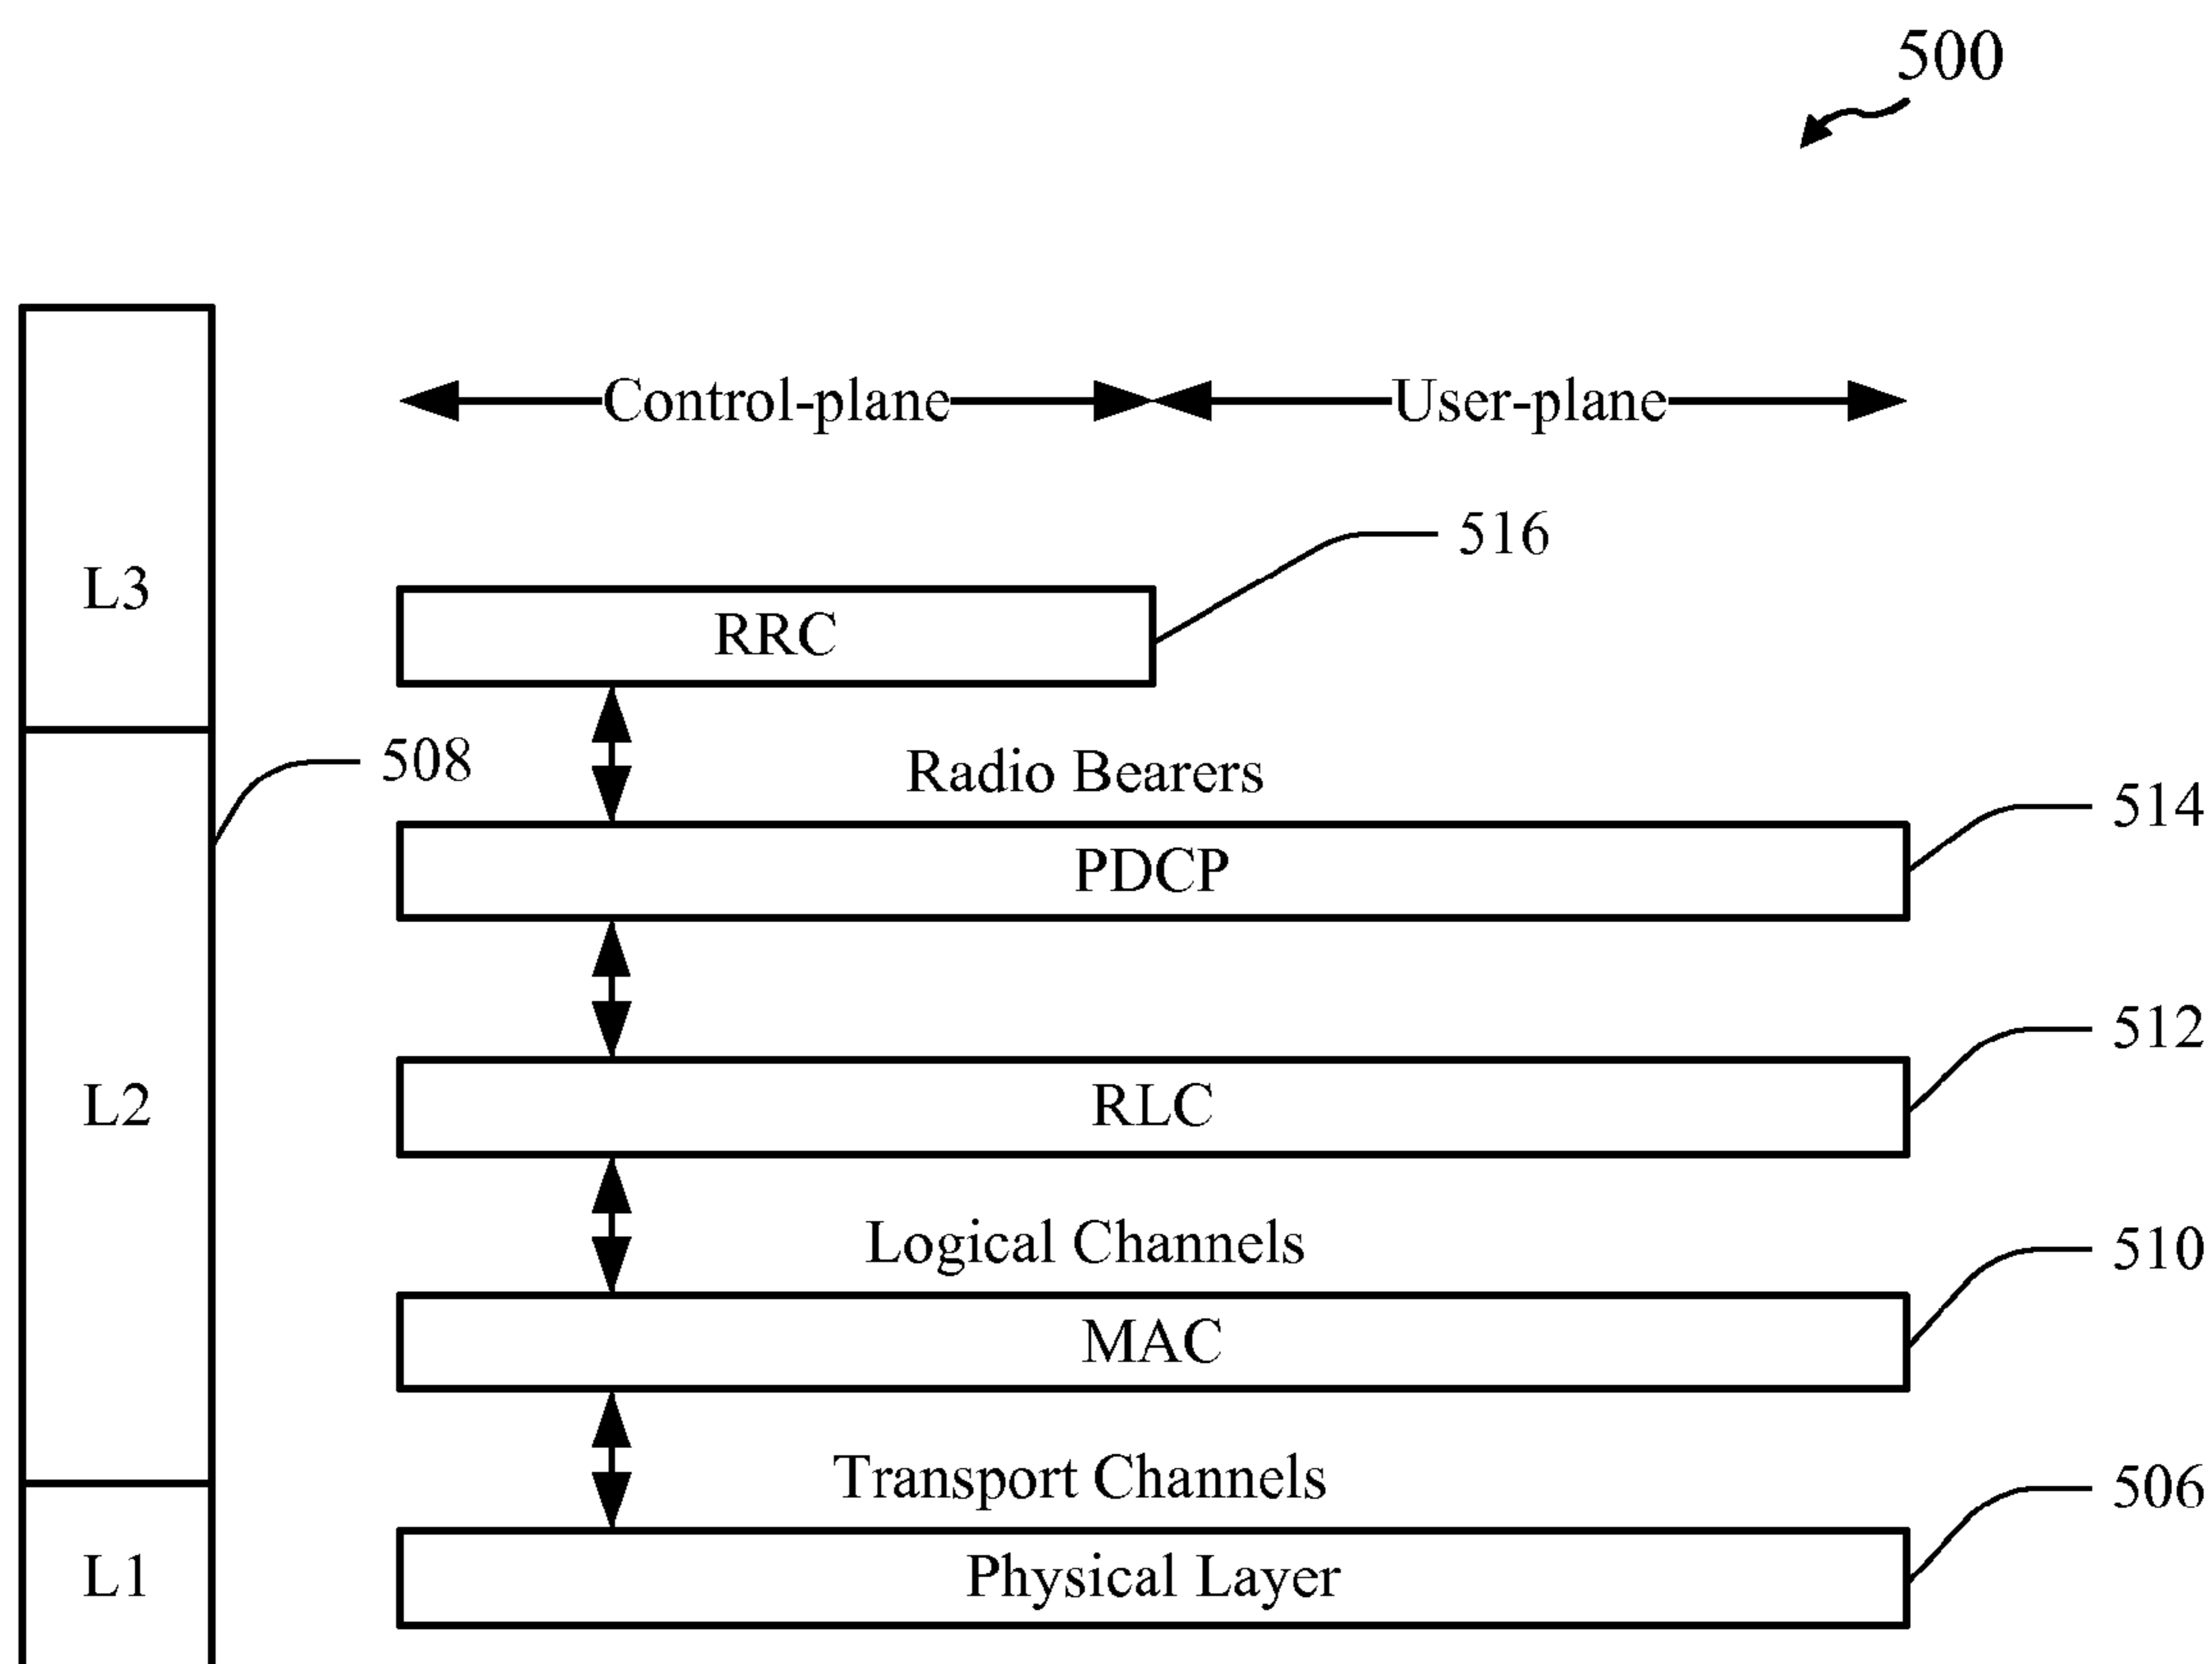 500
Control-plane User-plane
516
L3
RRC
508
Radio Bearers
514
PDCP
512
L2
RLC
Logical Channels
510
MAC
Transport Channels
506
L1
Physical Layer